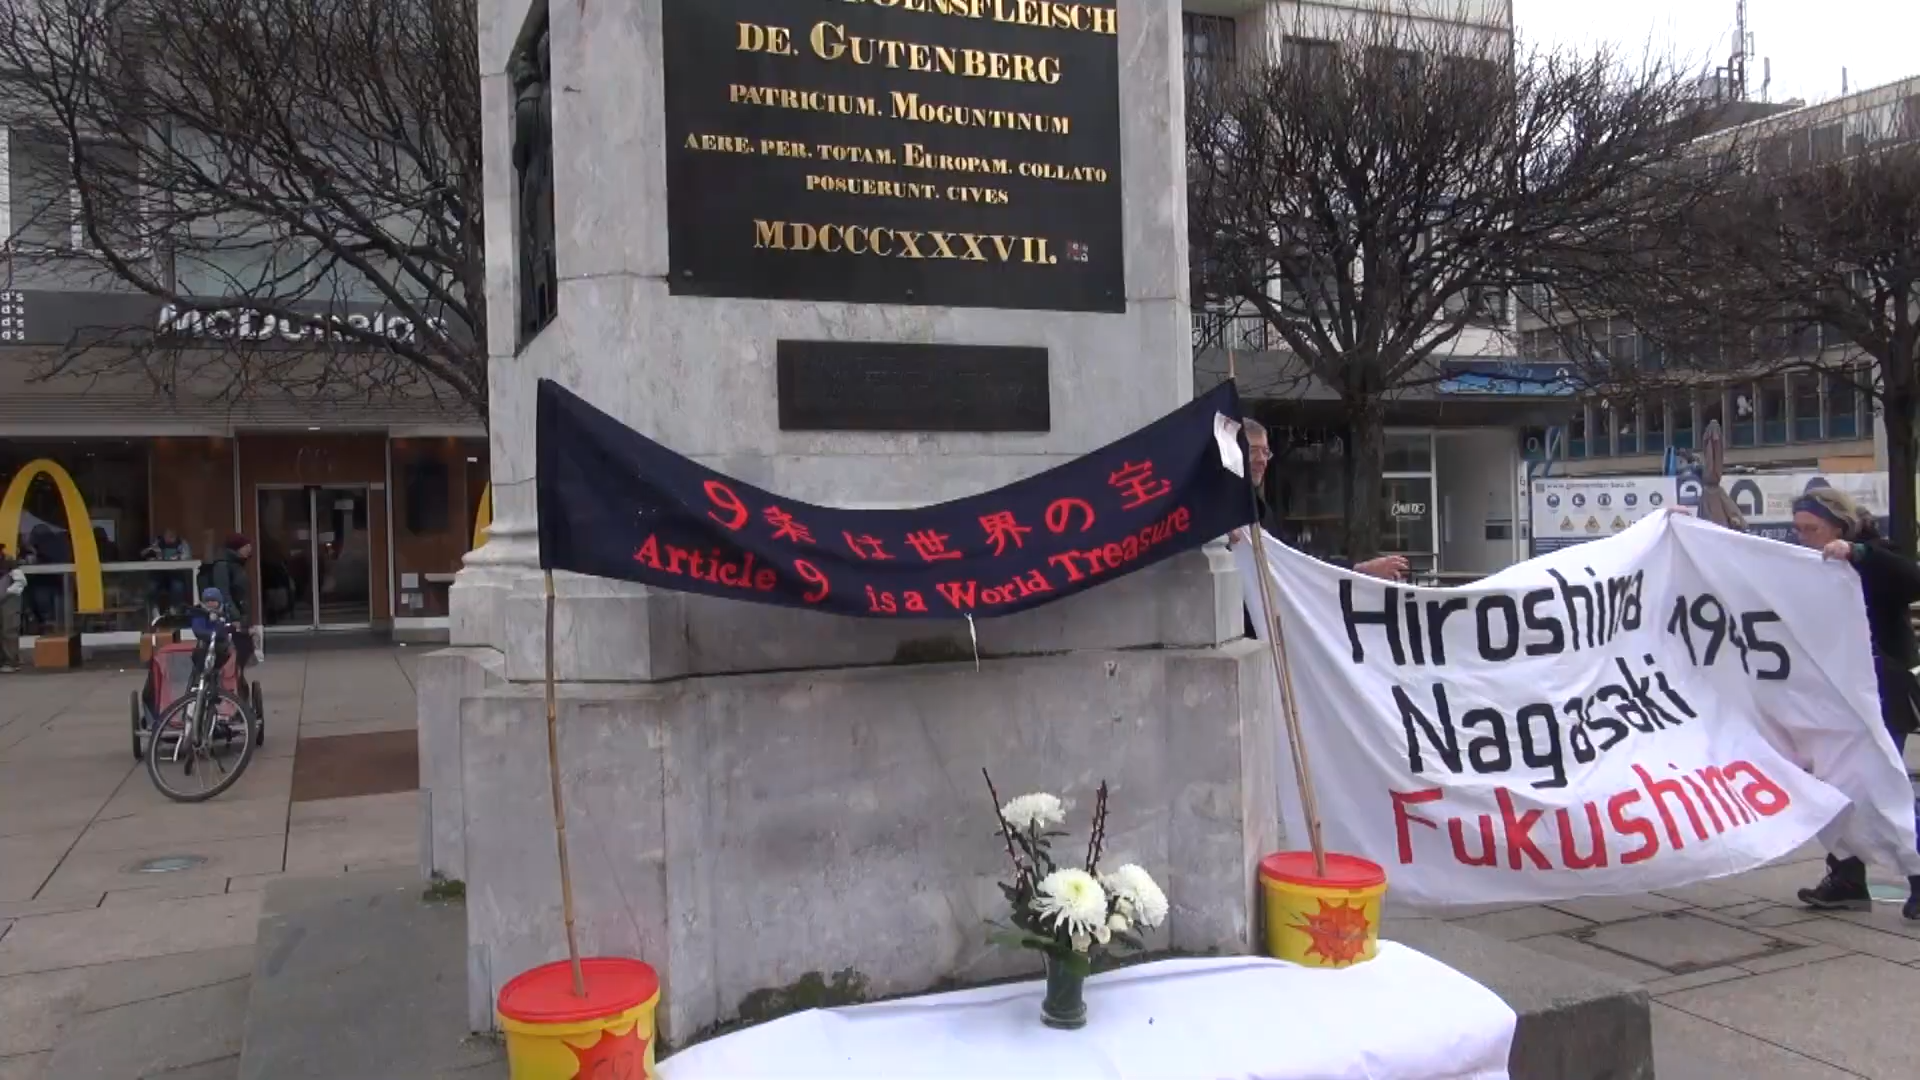 DE. GUTENBERG
PATRICIUM. MOGUNTINUM
AERE. PER. TOTAM. EUROPAM. COLLATO
POSUERUNT. CIVES
MDCCCXXXVII.
McDonald's
9条は世界の宝
Article 9 is a World Treasure
Hiroshima 1945
Nagasaki
Fukushima